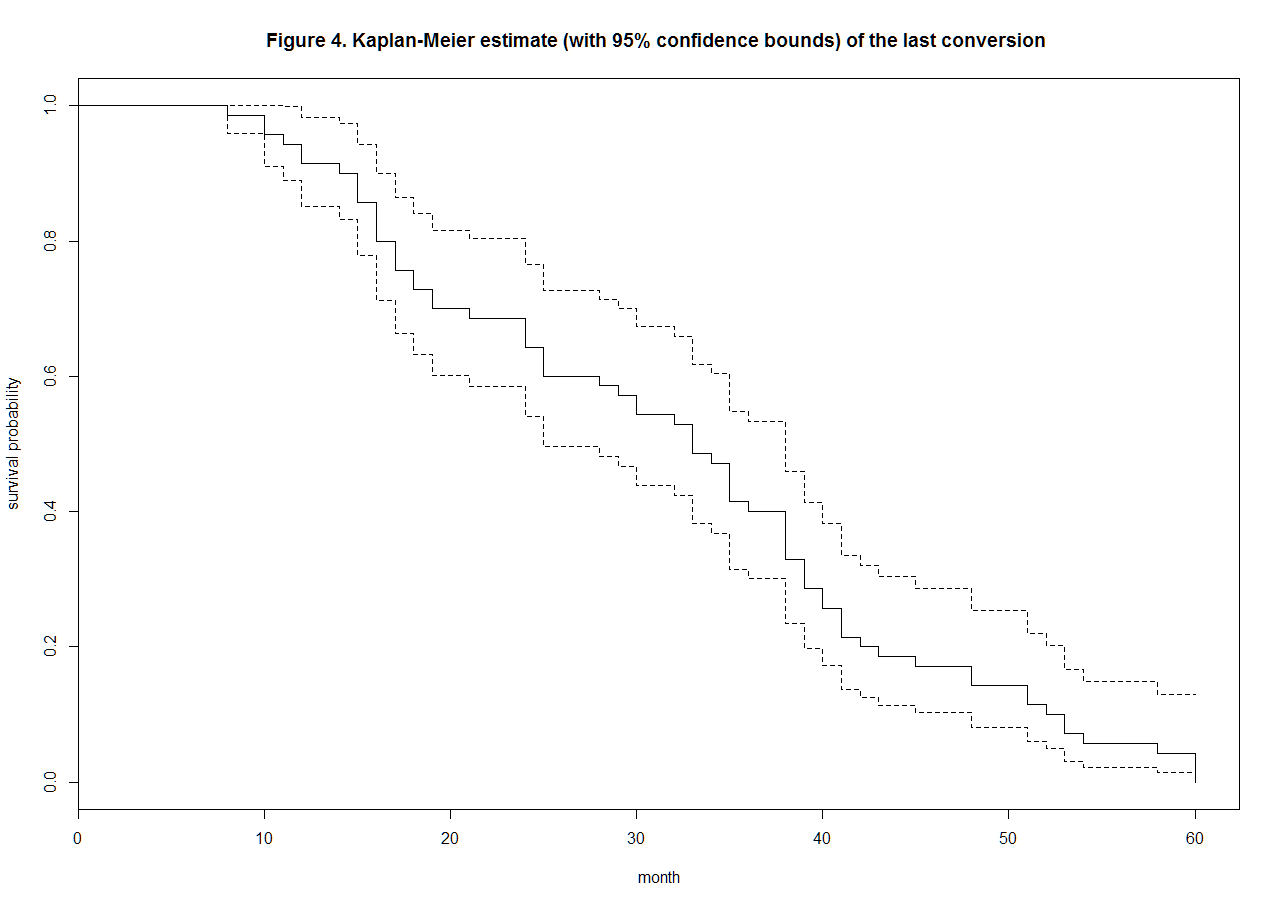 Figure 4. Kaplan-Meier estimate (with 95% confidence bounds) of the last conversion
survival probability
1.0
0.8
0.6
0.4
0.2
0.0
0 10 20 30 40 50 60
month